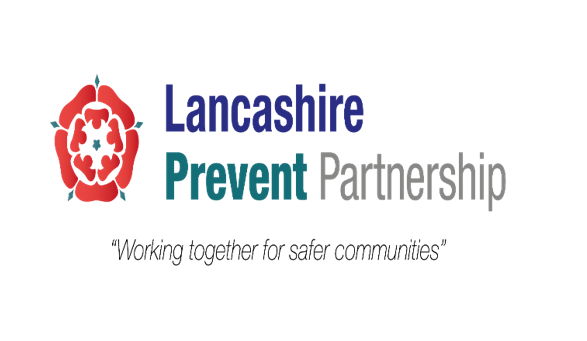 Lancashire
Prevent Partnership
“Working together for safer communities”